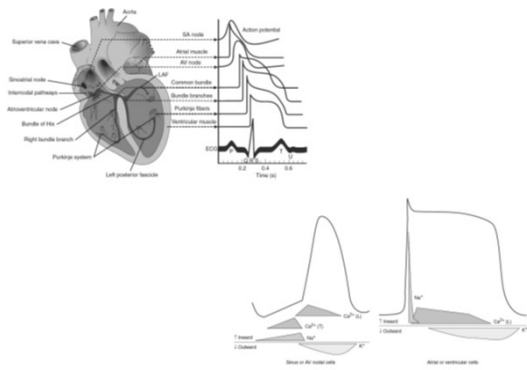 Aorta
Superior vena cava
Sinoatrial node
Internodal pathways
Atrioventricular node
Bundle of His
Right bundle branch
Purkinje system
Left posterior fascicle
LAF
SA node
Atrial muscle
AV node
Common bundle
Bundle branches
Purkinje fibers
Ventricular muscle
Action potential
ECG
P
Q R S
T
U
0.2 0.4 0.6
Time (s)
Ca²⁺ (L)
Ca²⁺ (T)
↑ Inward
Na⁺
↓ Outward
K⁺
Sinus or AV nodal cells
Na⁺
↑ Inward
Ca²⁺ (L)
↓ Outward
K⁺
Atrial or ventricular cells